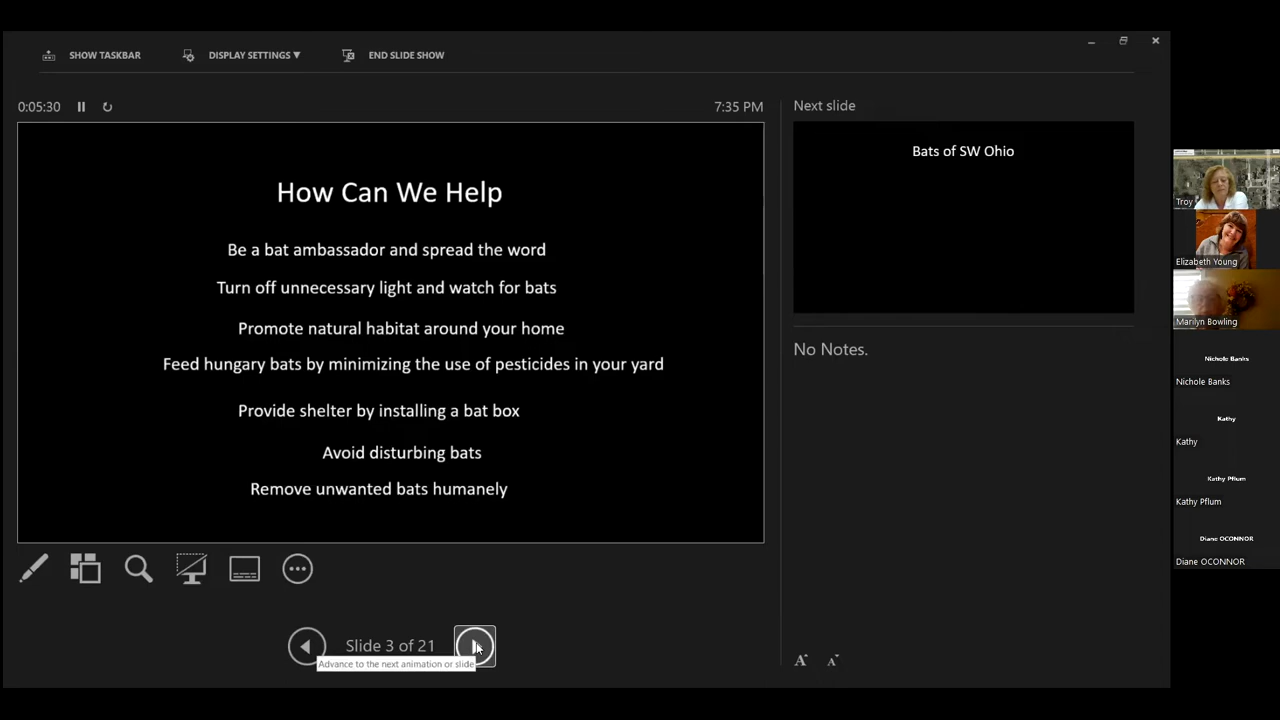 SHOW TASKBAR
DISPLAY SETTINGS ▼
END SLIDE SHOW
0:05:30
7:35 PM
How Can We Help
Be a bat ambassador and spread the word
Turn off unnecessary light and watch for bats
Promote natural habitat around your home
Feed hungry bats by minimizing the use of pesticides in your yard
Provide shelter by installing a bat box
Avoid disturbing bats
Remove unwanted bats humanely
Slide 3 of 21
Advance to the next animation or slide
Next slide
Bats of SW Ohio
No Notes.
A A
Troy
Elizabeth Young
Marilyn Bowling
Nichole Banks
Nichole Banks
Kathy
Kathy
Kathy Pflum
Kathy Pflum
Diane OCONNOR
Diane OCONNOR